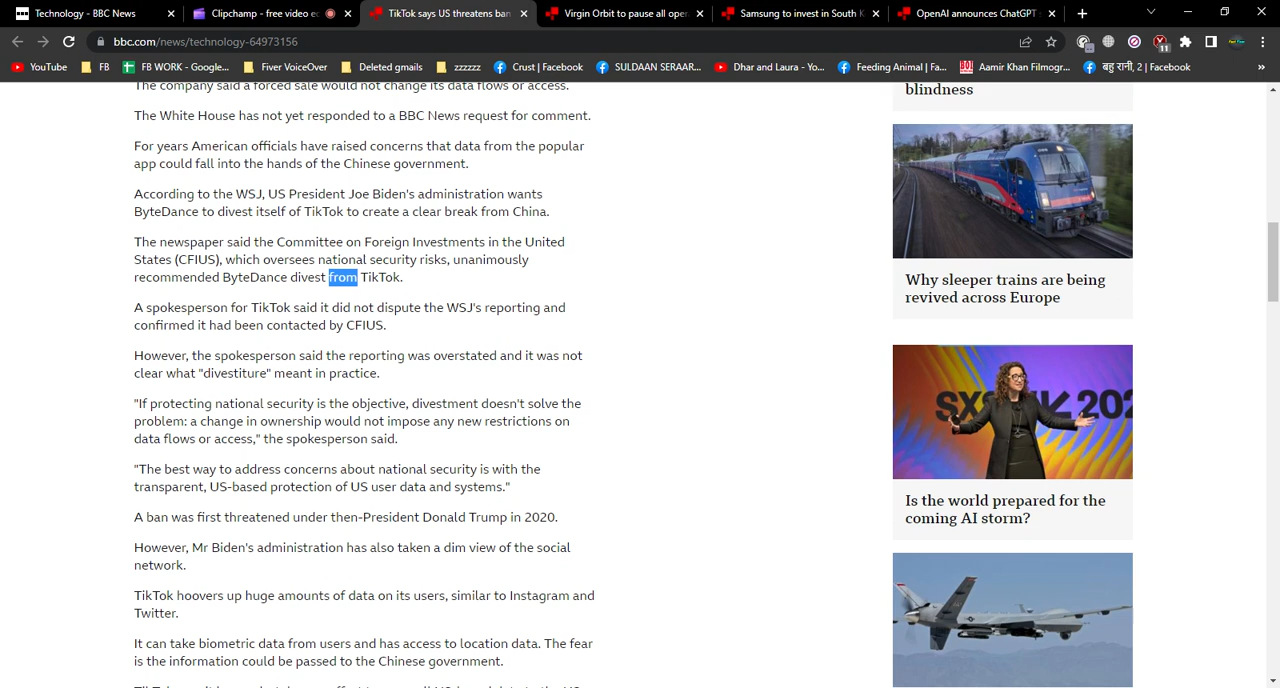 Technology - BBC News
Clipchamp - free video e
TikTok says US threatens ban
Virgin Orbit to pause all oper
Samsung to invest in South K
OpenAI announces ChatGPT
bbc.com/news/technology-64973156
11
YouTube
FB
FB WORK - Google...
Fiver VoiceOver
Deleted gmails
zzzzzz
Crust | Facebook
SULDAAN SERAAR...
Dhar and Laura - Yo...
Feeding Animal | Fa...
Aamir Khan Filmogr...
बहु रानी, 2 | Facebook
»
The company said a forced sale would not change its data flows or access.
The White House has not yet responded to a BBC News request for comment.
For years American officials have raised concerns that data from the popular
app could fall into the hands of the Chinese government.
According to the WSJ, US President Joe Biden's administration wants
ByteDance to divest itself of TikTok to create a clear break from China.
The newspaper said the Committee on Foreign Investments in the United
States (CFIUS), which oversees national security risks, unanimously
recommended ByteDance divest from TikTok.
A spokesperson for TikTok said it did not dispute the WSJ's reporting and
confirmed it had been contacted by CFIUS.
However, the spokesperson said the reporting was overstated and it was not
clear what "divestiture" meant in practice.
"If protecting national security is the objective, divestment doesn't solve the
problem: a change in ownership would not impose any new restrictions on
data flows or access," the spokesperson said.
"The best way to address concerns about national security is with the
transparent, US-based protection of US user data and systems."
A ban was first threatened under then-President Donald Trump in 2020.
However, Mr Biden's administration has also taken a dim view of the social
network.
TikTok hoovers up huge amounts of data on its users, similar to Instagram and
Twitter.
It can take biometric data from users and has access to location data. The fear
is the information could be passed to the Chinese government.
blindness
Why sleeper trains are being
revived across Europe
Is the world prepared for the
coming AI storm?